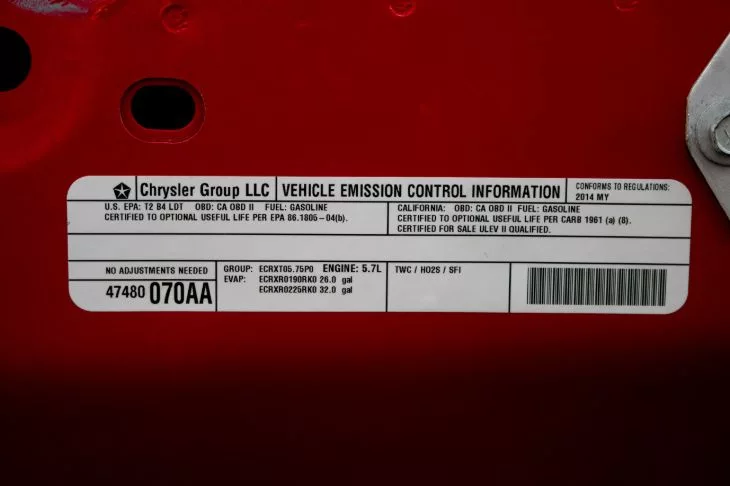 Chrysler Group LLC
VEHICLE EMISSION CONTROL INFORMATION
CONFORMS TO REGULATIONS:
2014 MY
U.S. EPA: T2 B4 LDT OBD: CA OBD II FUEL: GASOLINE
CERTIFIED TO OPTIONAL USEFUL LIFE PER EPA 86.1805-04(b).
CALIFORNIA: OBD: CA OBD II FUEL: GASOLINE
CERTIFIED TO OPTIONAL USEFUL LIFE PER CARB 1961 (a) (8).
CERTIFIED FOR SALE ULEV II QUALIFIED.
NO ADJUSTMENTS NEEDED
47480 070AA
GROUP: ECRXT05.75P0 ENGINE: 5.7L
EVAP: ECRXR0190RK0 26.0 gal
ECRXR0225RK0 32.0 gal
TWC / HO2S / SFI